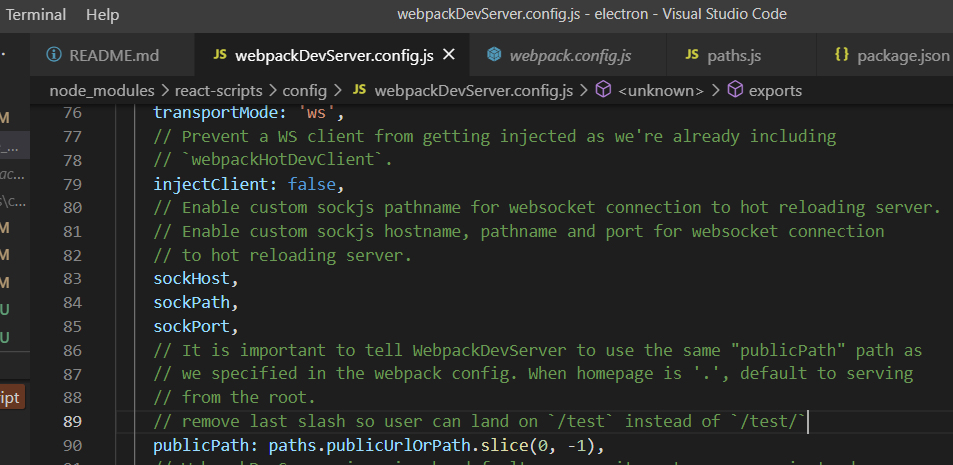 Terminal Help webpackDevServer.config.js - electron - Visual Studio Code
README.md JS webpackDevServer.config.js × webpack.config.js JS paths.js {} package.json
node_modules > react-scripts > config > JS webpackDevServer.config.js > <unknown> > exports
76 transportMode: 'ws',
77 // Prevent a WS client from getting injected as we're already including
78 // `webpackHotDevClient`.
79 injectClient: false,
80 // Enable custom sockjs pathname for websocket connection to hot reloading server.
81 // Enable custom sockjs hostname, pathname and port for websocket connection
82 // to hot reloading server.
83 sockHost,
84 sockPath,
85 sockPort,
86 // It is important to tell WebpackDevServer to use the same "publicPath" path as
87 // we specified in the webpack config. When homepage is '.', default to serving
88 // from the root.
89 // remove last slash so user can land on `/test` instead of `/test/`
90 publicPath: paths.publicUrlOrPath.slice(0, -1),
M
_...
ac...
s\c...
M
M
M
U
U
ipt